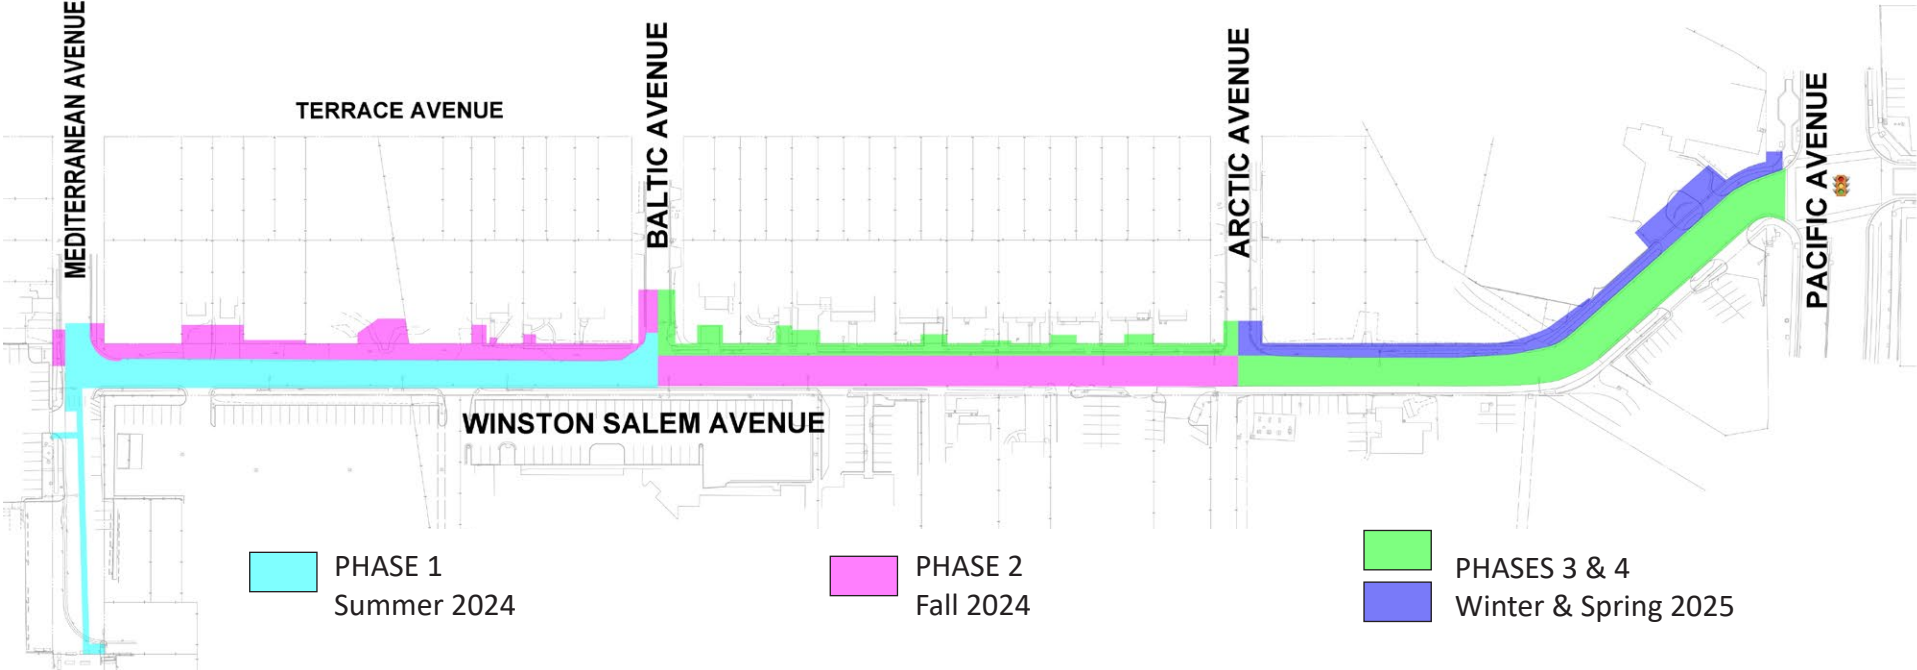 MEDITERRANEAN AVENUE
TERRACE AVENUE
BALTIC AVENUE
ARCTIC AVENUE
PACIFIC AVENUE
WINSTON SALEM AVENUE
PHASE 1
Summer 2024
PHASE 2
Fall 2024
PHASES 3 & 4
Winter & Spring 2025